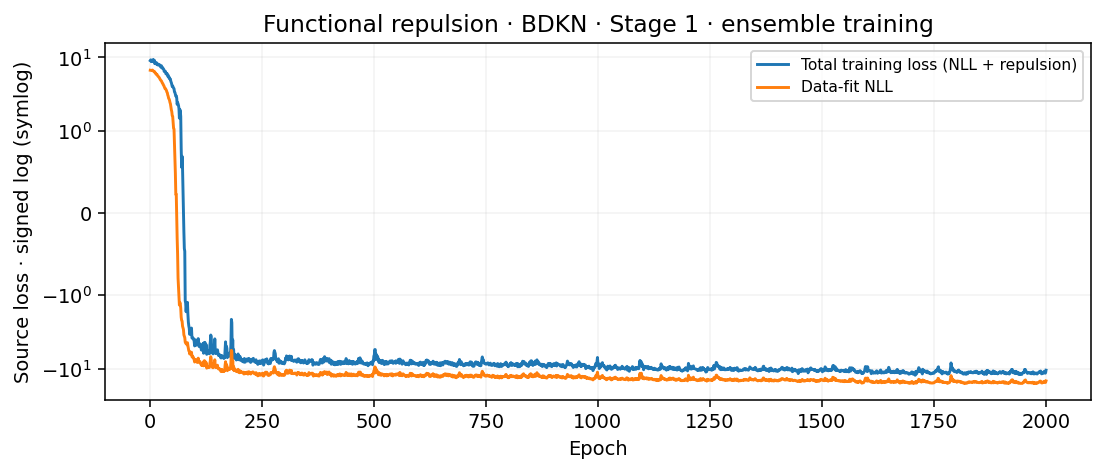 Functional repulsion · BDKN · Stage 1 · ensemble training
Total training loss (NLL + repulsion)
Data-fit NLL
Source loss · signed log (symlog)
10¹
10⁰
0
−10⁰
−10¹
0 250 500 750 1000 1250 1500 1750 2000
Epoch